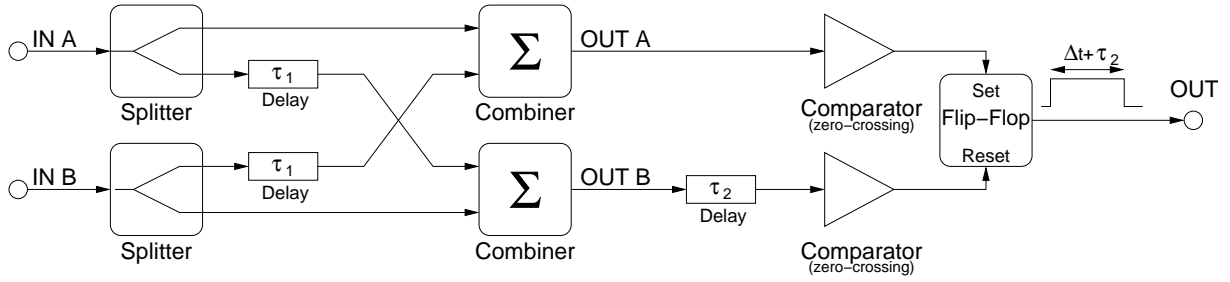 IN A
Splitter
τ1
Delay
Σ
Combiner
OUT A
Comparator
(zero−crossing)
Set
Flip−Flop
Reset
Δt+τ2
OUT
IN B
Splitter
τ1
Delay
Σ
Combiner
OUT B
τ2
Delay
Comparator
(zero−crossing)